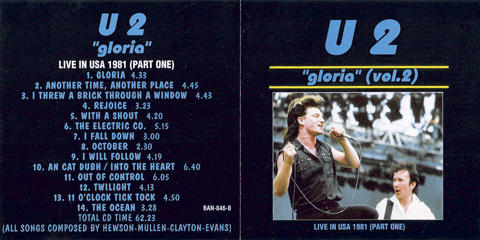 U 2
"gloria"
LIVE IN USA 1981 (PART ONE)
1. GLORIA 4.33
2. ANOTHER TIME, ANOTHER PLACE 4.45
3. I THREW A BRICK THROUGH A WINDOW 4.43
4. REJOICE 3.23
5. WITH A SHOUT 4.20
6. THE ELECTRIC CO. 5.15
7. I FALL DOWN 3.00
8. OCTOBER 2.30
9. I WILL FOLLOW 4.19
10. AN CAT DUBH / INTO THE HEART 6.40
11. OUT OF CONTROL 6.05
12. TWILIGHT 4.13
13. 11 O'CLOCK TICK TOCK 4.50
14. THE OCEAN 3.28
TOTAL CD TIME 62.23
BAN-046-B
(ALL SONGS COMPOSED BY HEWSON-MULLEN-CLAYTON-EVANS)
U 2
"gloria" (vol.2)
LIVE IN USA 1981 (PART ONE)